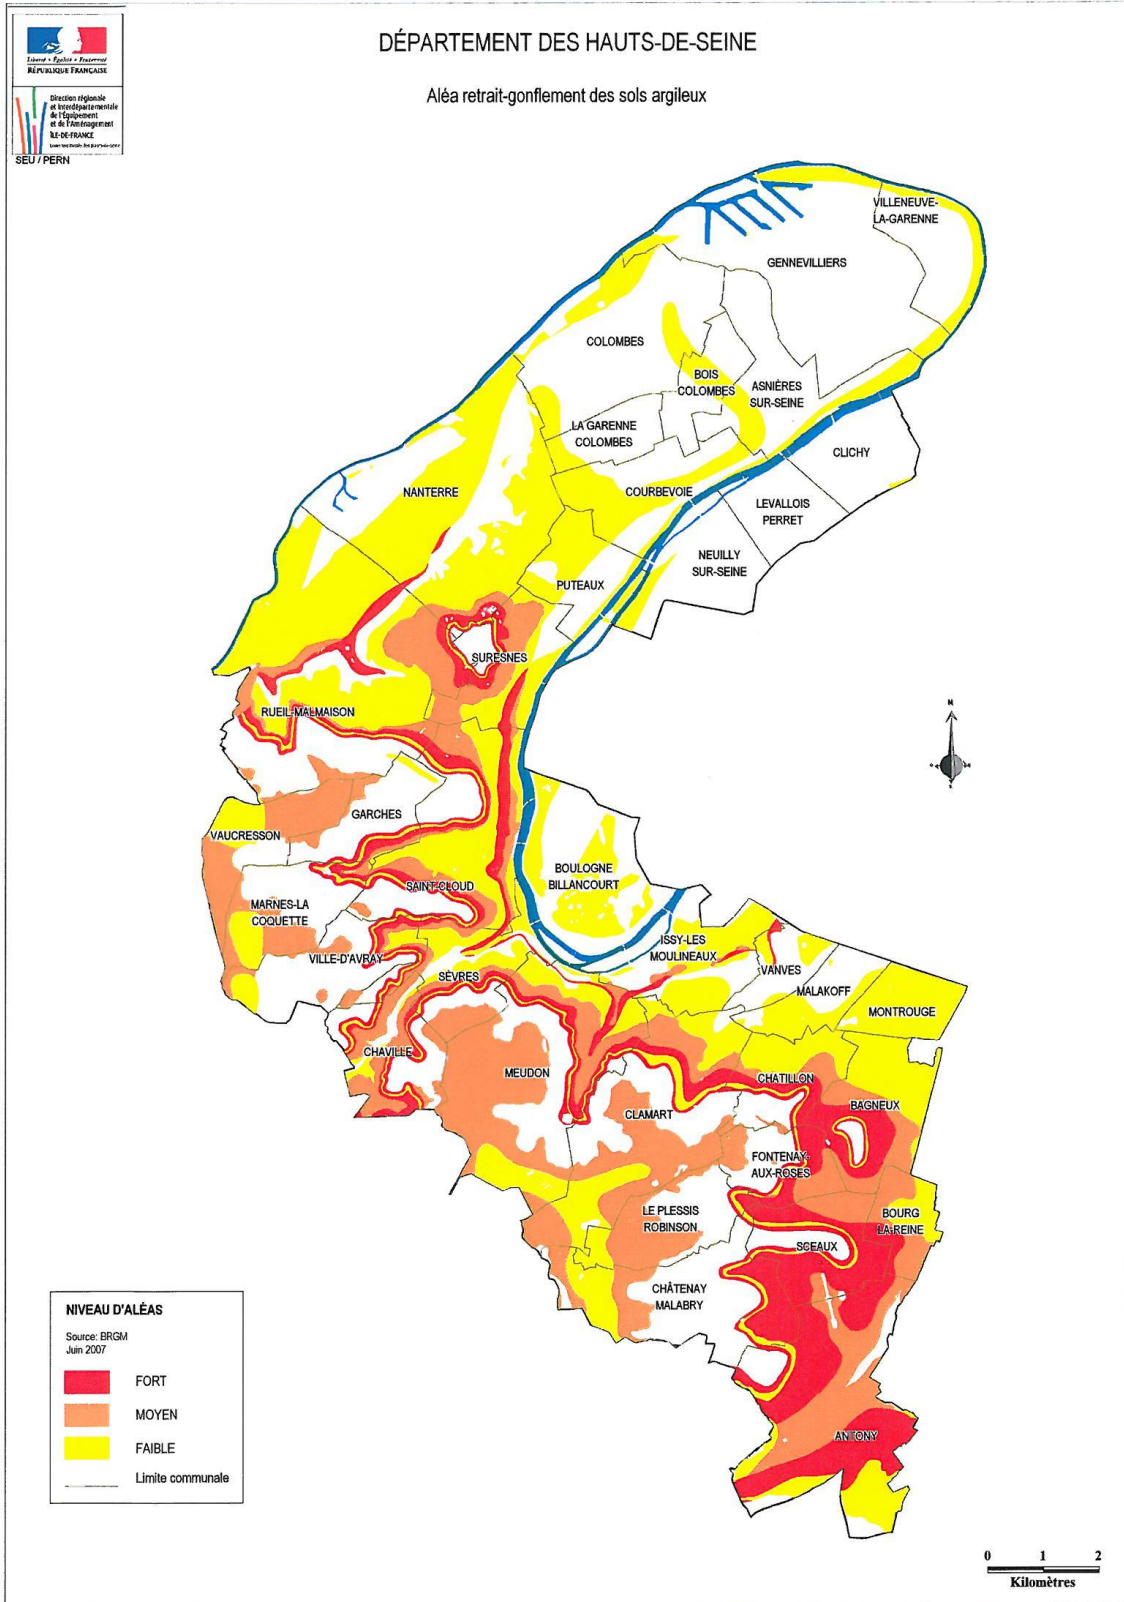 Liberté • Égalité • Fraternité
RÉPUBLIQUE FRANÇAISE
Direction régionale
et interdépartementale
de l'Équipement
et de l'Aménagement
ÎLE-DE-FRANCE
SEU / PERN
DÉPARTEMENT DES HAUTS-DE-SEINE
Aléa retrait-gonflement des sols argileux
VILLENEUVE-
LA-GARENNE
GENNEVILLIERS
COLOMBES
BOIS
COLOMBES
ASNIÈRES
SUR-SEINE
LA GARENNE
COLOMBES
CLICHY
NANTERRE
COURBEVOIE
LEVALLOIS
PERRET
NEUILLY
SUR-SEINE
PUTEAUX
SURESNES
RUEIL-MALMAISON
N
GARCHES
VAUCRESSON
BOULOGNE
BILLANCOURT
SAINT-CLOUD
MARNES-LA
COQUETTE
VILLE-D'AVRAY
ISSY-LES
MOULINEAUX
SÈVRES
VANVES
MALAKOFF
MONTROUGE
CHAVILLE
MEUDON
CHATILLON
CLAMART
BAGNEUX
FONTENAY-
AUX-ROSES
LE PLESSIS
ROBINSON
BOURG
LA-REINE
SCEAUX
CHÂTENAY
MALABRY
ANTONY
NIVEAU D'ALÉAS
Source: BRGM
Juin 2007
FORT
MOYEN
FAIBLE
Limite communale
0 1 2
Kilomètres